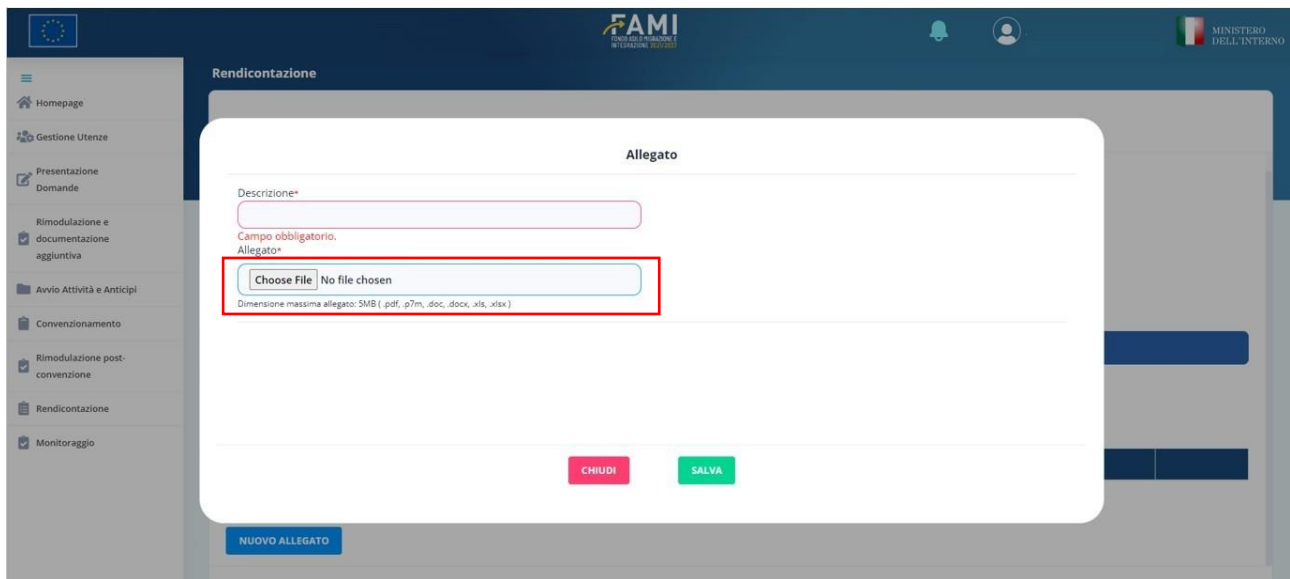 FAMI
FONDO ASILO MIGRAZIONE E
INTEGRAZIONE 2021/2027
MINISTERO
DELL'INTERNO
Rendicontazione
Homepage
Gestione Utenze
Presentazione
Domande
Rimodulazione e
documentazione
aggiuntiva
Avvio Attività e Anticipi
Convenzionamento
Rimodulazione post-
convenzione
Rendicontazione
Monitoraggio
Allegato
Descrizione*
Campo obbligatorio.
Allegato*
Choose File No file chosen
Dimensione massima allegato: 5MB ( .pdf, .p7m, .doc, .docx, .xls, .xlsx )
CHIUDI
SALVA
NUOVO ALLEGATO